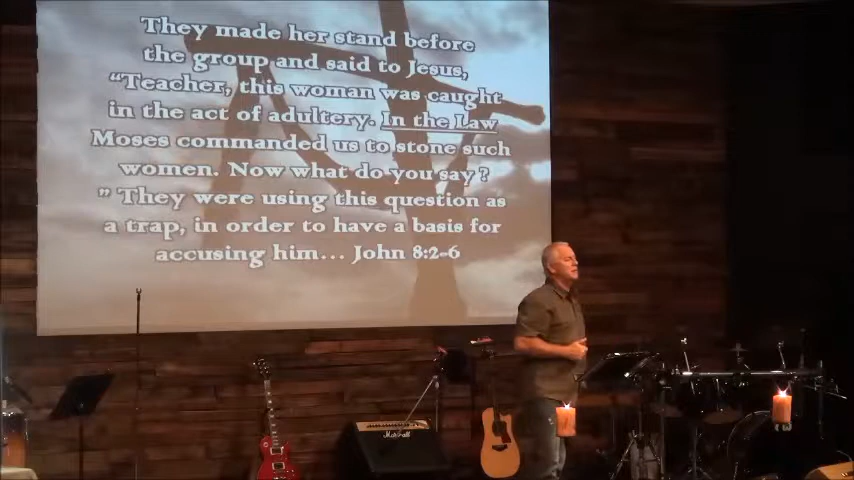 They made her stand before
the group and said to Jesus,
“Teacher, this woman was caught
in the act of adultery. In the Law
Moses commanded us to stone such
women. Now what do you say?
” They were using this question as
a trap, in order to have a basis for
accusing him… John 8:2-6
Marshall